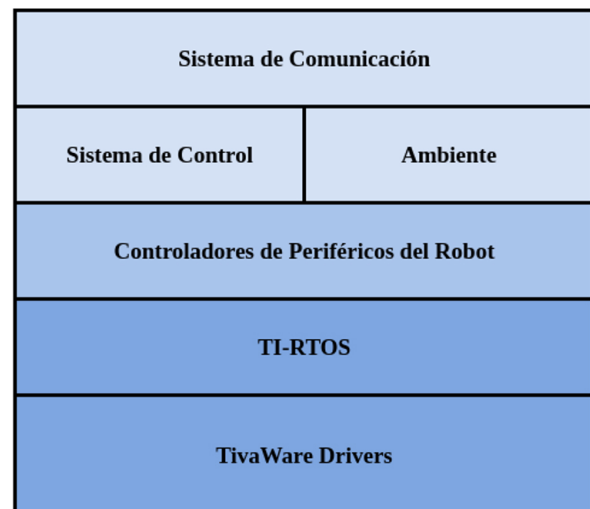 Sistema de Comunicación
Sistema de Control
Ambiente
Controladores de Periféricos del Robot
TI-RTOS
TivaWare Drivers